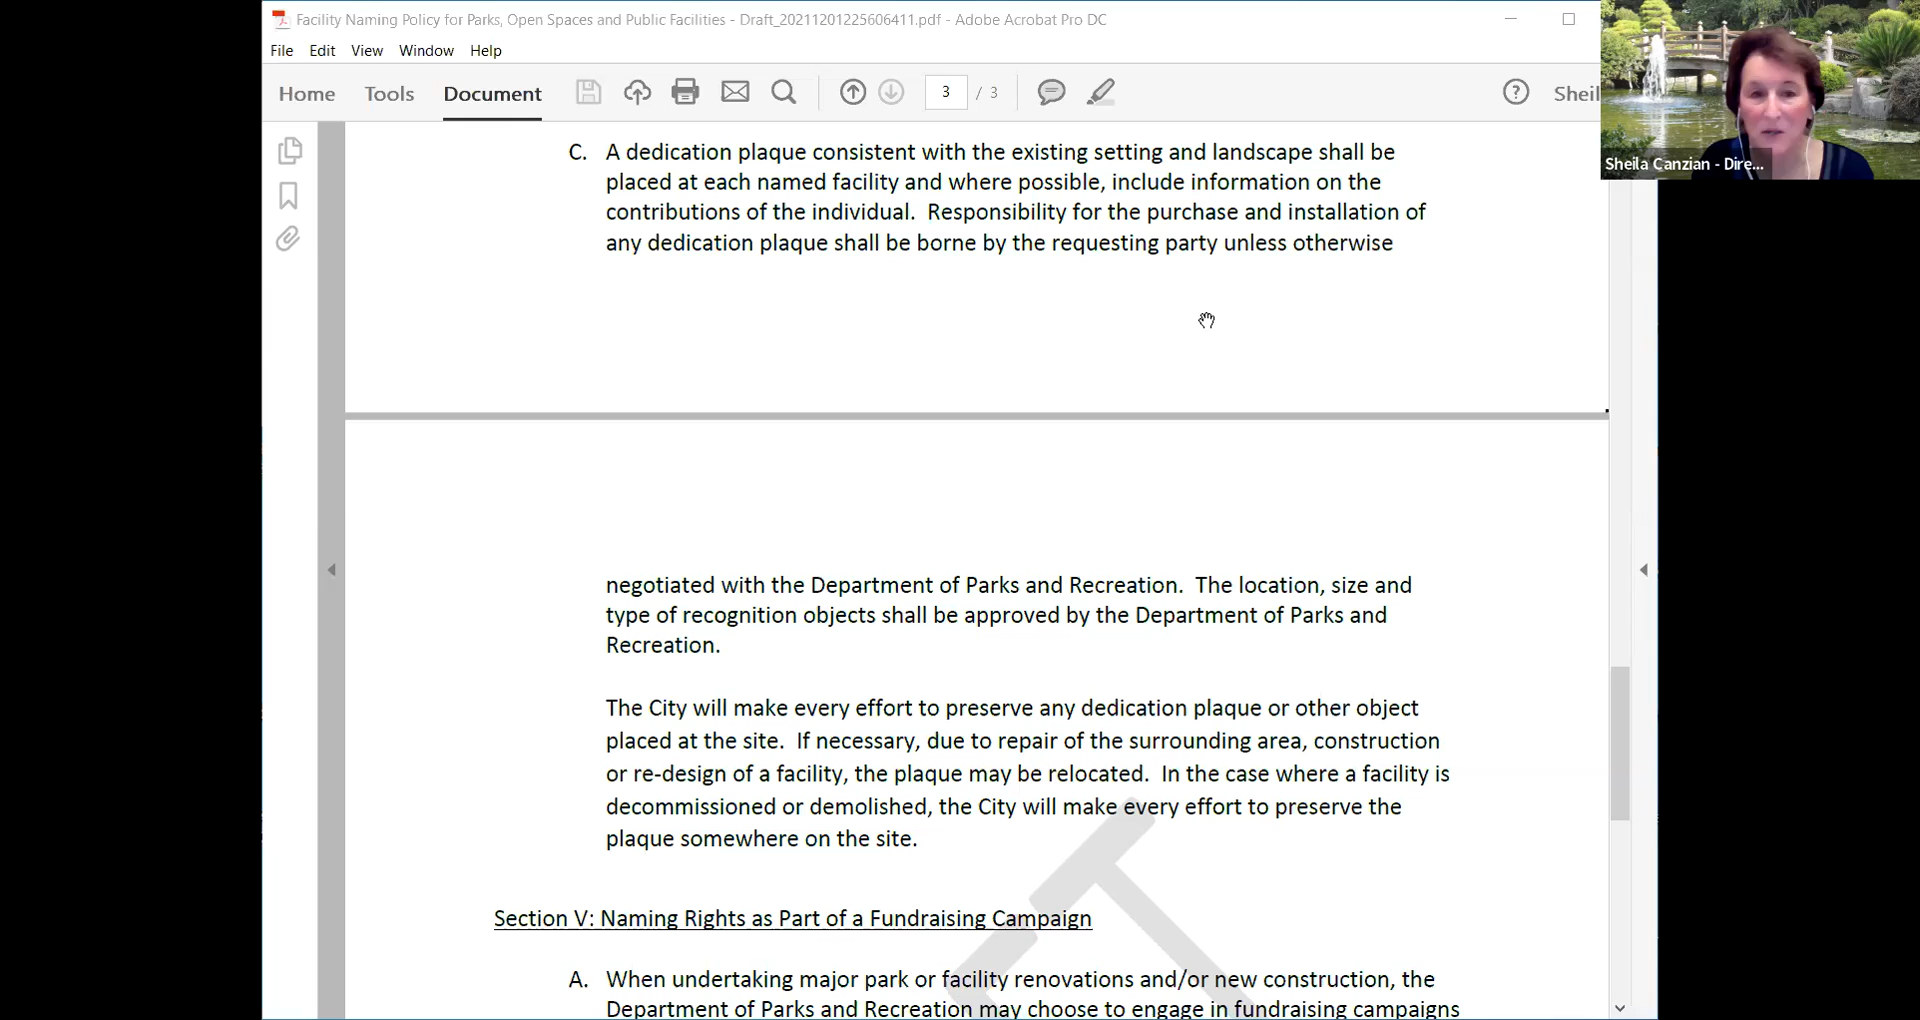 Facility Naming Policy for Parks, Open Spaces and Public Facilities - Draft_20211201225606411.pdf - Adobe Acrobat Pro DC
File Edit View Window Help
Home Tools Document 3 / 3 Sheil
Sheila Canzian - Dire...
C. A dedication plaque consistent with the existing setting and landscape shall be
placed at each named facility and where possible, include information on the
contributions of the individual. Responsibility for the purchase and installation of
any dedication plaque shall be borne by the requesting party unless otherwise
negotiated with the Department of Parks and Recreation. The location, size and
type of recognition objects shall be approved by the Department of Parks and
Recreation.
The City will make every effort to preserve any dedication plaque or other object
placed at the site. If necessary, due to repair of the surrounding area, construction
or re-design of a facility, the plaque may be relocated. In the case where a facility is
decommissioned or demolished, the City will make every effort to preserve the
plaque somewhere on the site.
Section V: Naming Rights as Part of a Fundraising Campaign
A. When undertaking major park or facility renovations and/or new construction, the
Department of Parks and Recreation may choose to engage in fundraising campaigns